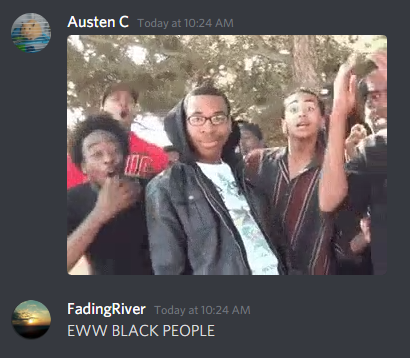 Austen C Today at 10:24 AM
FadingRiver Today at 10:24 AM
EWW BLACK PEOPLE